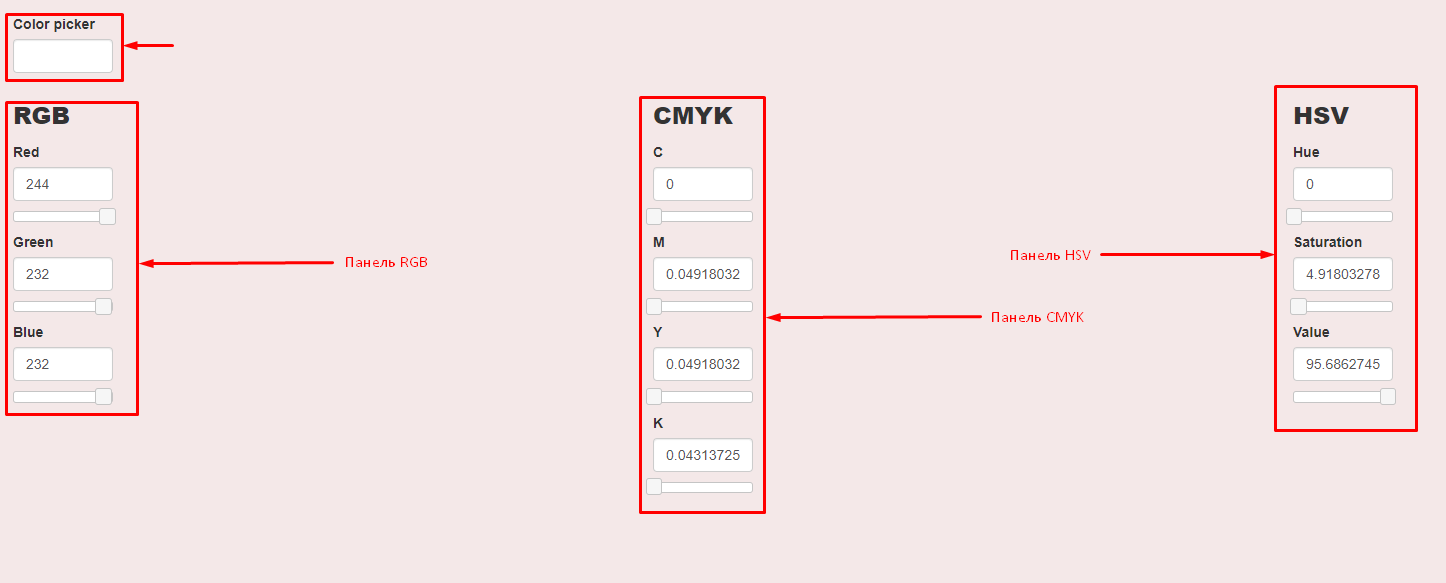 Color picker
RGB
Red
244
Green
232
Blue
232
Панель RGB
CMYK
C
0
M
0.04918032
Y
0.04918032
K
0.04313725
Панель CMYK
Панель HSV
HSV
Hue
0
Saturation
4.91803278
Value
95.6862745